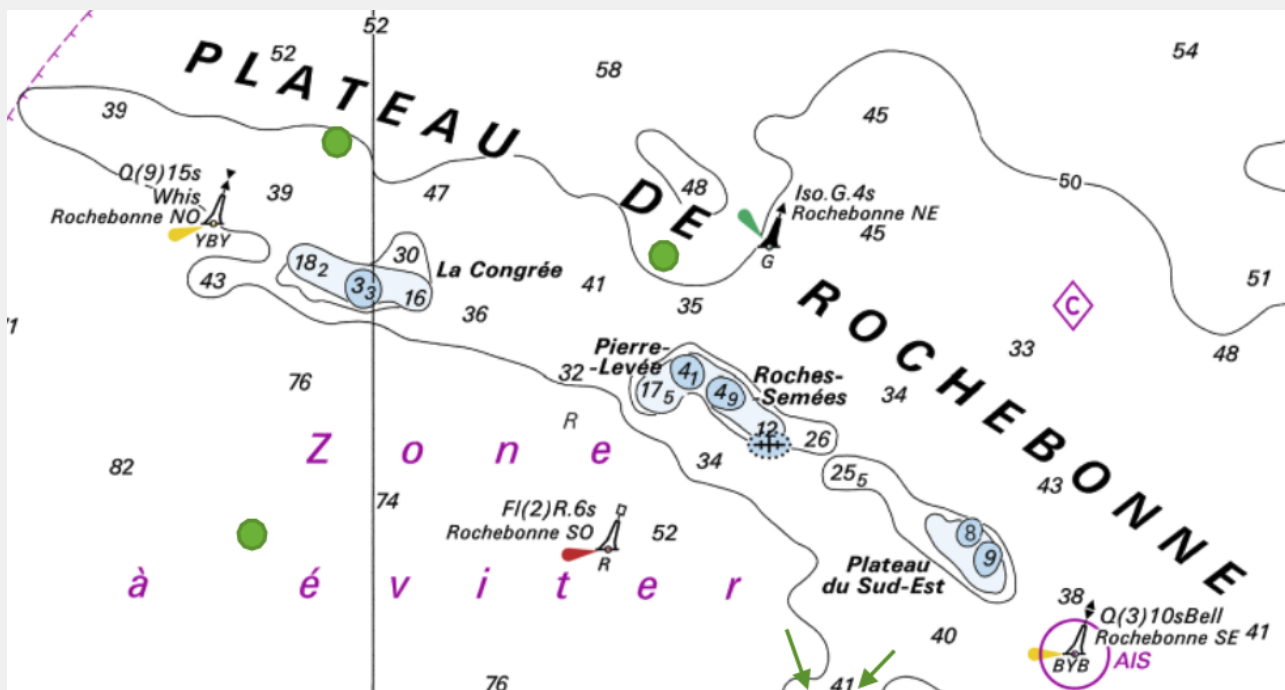 52
PLATEAU
52
58
54
39
45
Q(9)15s
Whis
Rochebonne NO
YBY
39
47
48
DE
50
Iso.G.4s
Rochebonne NE
G
45
43
18₂
3₃
30
16
La Congrée
41
36
35
ROCHEBONNE
C
51
48
33
76
32
Pierre-
-Levée
17₅
4₁
4₉
Roches-
-Semées
12
26
34
R
Zone
82
34
25₅
43
74
Fl(2)R.6s
Rochebonne SO
R
52
8
9
Plateau
du Sud-Est
à éviter
38
Q(3)10sBell
Rochebonne SE
BYB
AIS
41
40
76
41